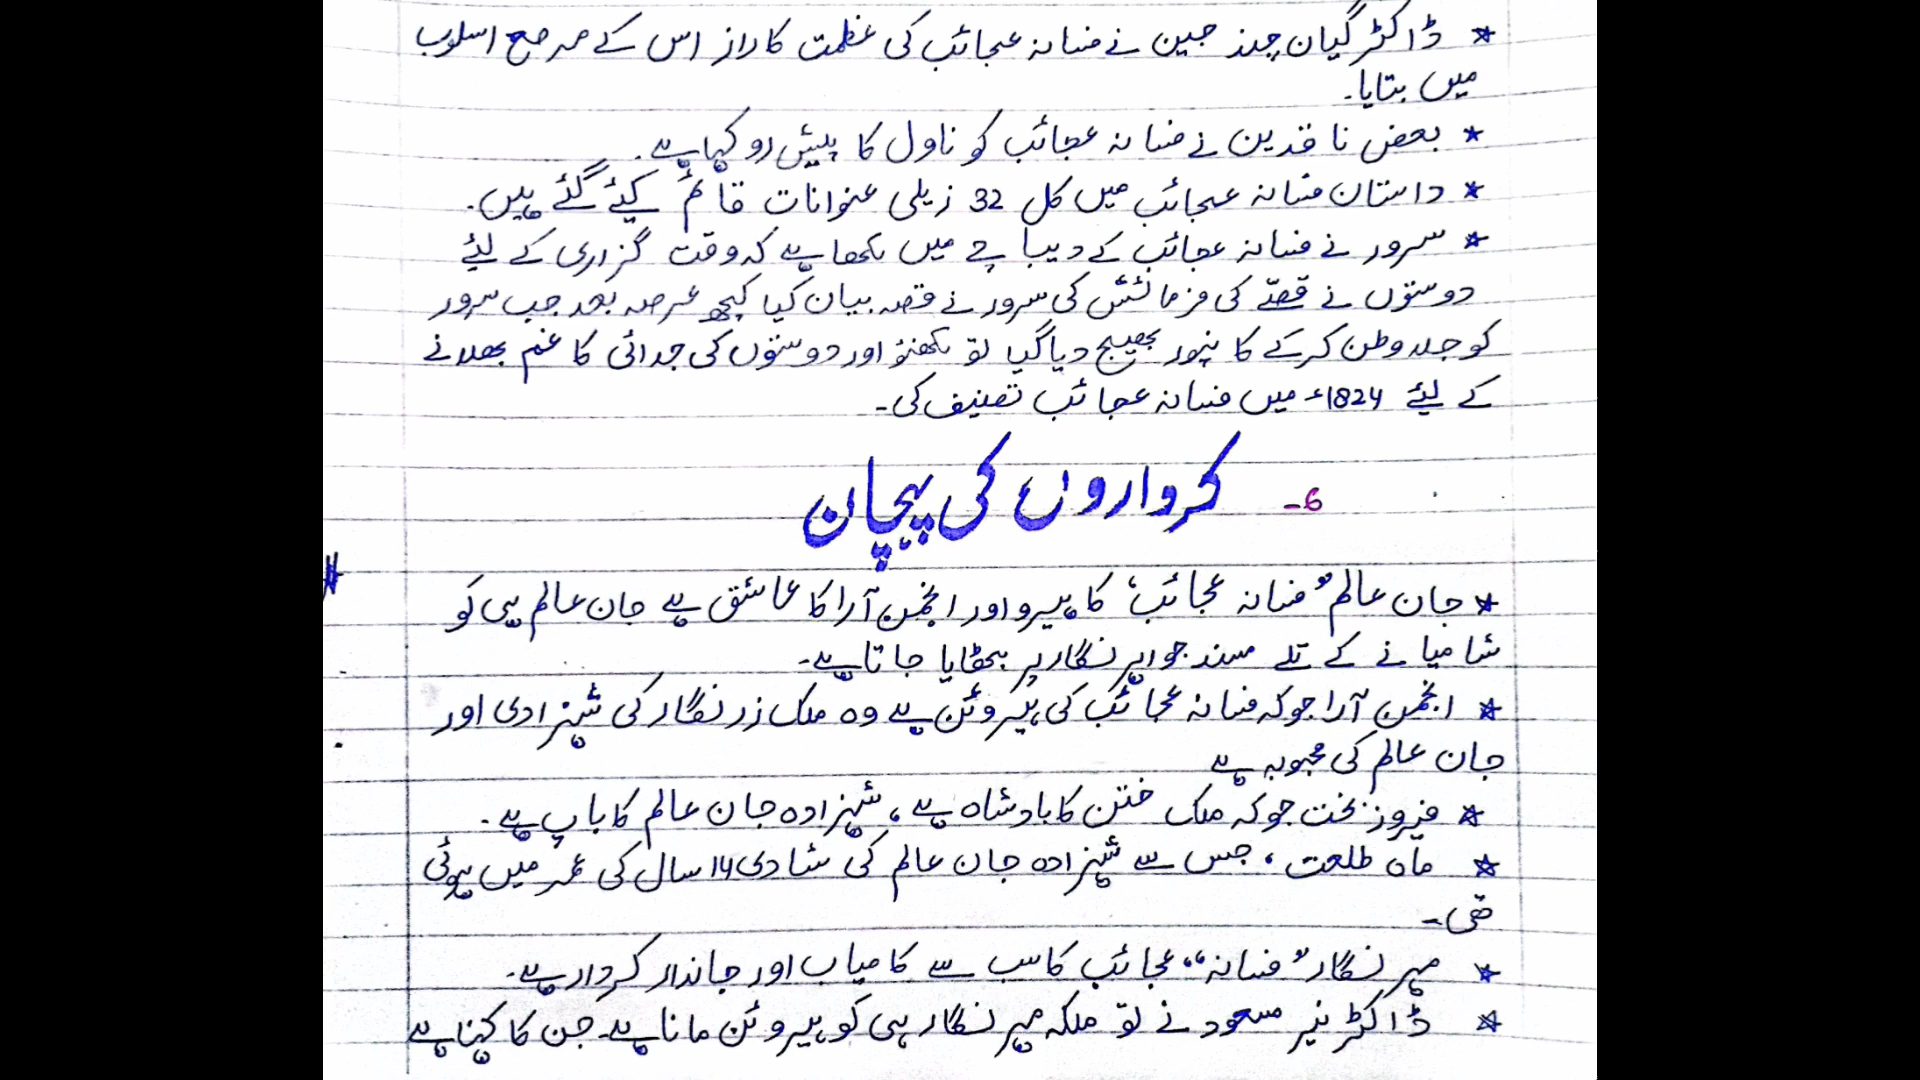 ★ ڈاکٹر گیان چند جین نے فسانہ عجائب کی عظمت کا راز اس کے مرصع اسلوب
میں بتایا۔
★ بعض ناقدین نے فسانہ عجائب کو ناول کا پیش رو کہا ہے۔
★ داستان فسانہ عجائب میں کل 32 زیلی عنوانات قائم کیئے گئے ہیں۔
★ سرور نے فسانہ عجائب کے دیباچے میں لکھا ہے کہ وقت گزاری کے لیئے
دوستوں نے قصّے کی فرمائش کی سرور نے قصہ بیان کیا کچھ عرصہ بعد جب سرور
کو جلا وطن کرکے کانپور بھیج دیا گیا تو لکھنؤ اور دوستوں کی جدائی کا غم بھلانے
کے لیئے 1824ء میں فسانہ عجائب تصنیف کی۔
6- کرداروں کی پہچان
★ جان عالم "فسانہ عجائب" کا ہیرو اور انجمن آرا کا عاشق ہے جان عالم ہی کو
شامیانے کے تلے مسند جواہر نگار پر بٹھایا جاتا ہے۔
★ انجمن آرا جو کہ فسانہ عجائب کی ہیروئن ہے وہ ملک زر نگار کی شہزادی اور
جان عالم کی محبوبہ ہے
★ فیروز بخت جو کہ ملک ختن کا بادشاہ ہے، شہزادہ جان عالم کا باپ ہے۔
★ ماہ طلعت، جس سے شہزادہ جان عالم کی شادی 14 سال کی عمر میں ہوئی
تھی۔
★ مہر نگار "فسانہ" عجائب کا سب سے کامیاب اور جاندار کردار ہے۔
★ ڈاکٹر نیر مسعود نے تو ملکہ مہر نگار ہی کو ہیروئن مانا ہے۔ جن کا کہنا ہے